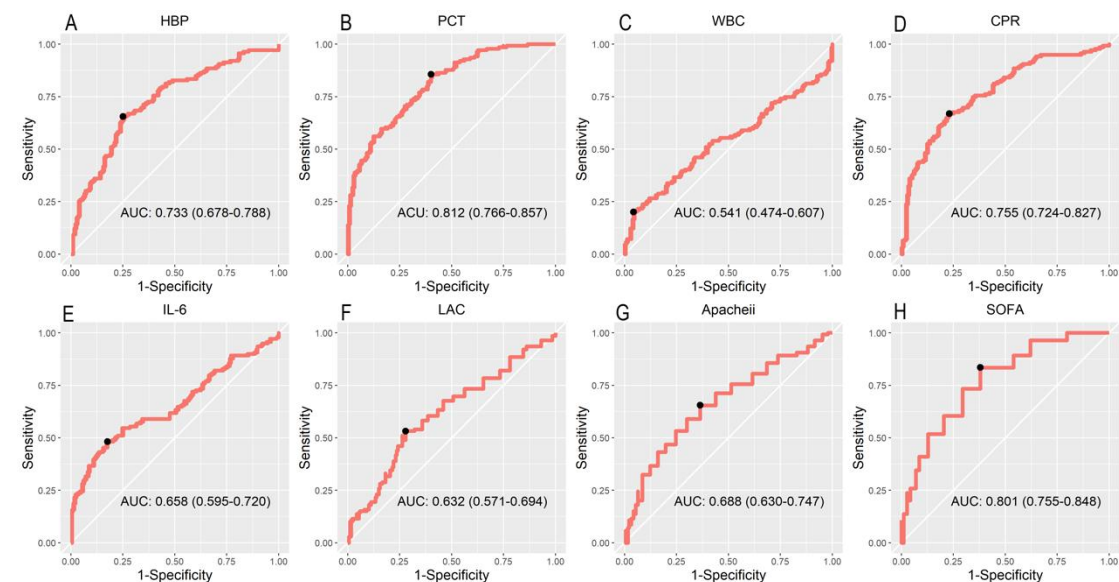 A HBP
B PCT
C WBC
D CPR
1.00 1.00 1.00 1.00
0.75 0.75 0.75 0.75
Sensitivity Sensitivity Sensitivity Sensitivity
0.50 0.50 0.50 0.50
0.25 0.25 0.25 0.25
AUC: 0.733 (0.678-0.788) ACU: 0.812 (0.766-0.857) AUC: 0.541 (0.474-0.607) AUC: 0.755 (0.724-0.827)
0.00 0.00 0.00 0.00
0.00 0.25 0.50 0.75 1.00 0.00 0.25 0.50 0.75 1.00 0.00 0.25 0.50 0.75 1.00 0.00 0.25 0.50 0.75 1.00
1-Specificity 1-Specificity 1-Specificity 1-Specificity
E IL-6
F LAC
G Apacheii
H SOFA
1.00 1.00 1.00 1.00
0.75 0.75 0.75 0.75
Sensitivity Sensitivity Sensitivity Sensitivity
0.50 0.50 0.50 0.50
0.25 0.25 0.25 0.25
AUC: 0.658 (0.595-0.720) AUC: 0.632 (0.571-0.694) AUC: 0.688 (0.630-0.747) AUC: 0.801 (0.755-0.848)
0.00 0.00 0.00 0.00
0.00 0.25 0.50 0.75 1.00 0.00 0.25 0.50 0.75 1.00 0.00 0.25 0.50 0.75 1.00 0.00 0.25 0.50 0.75 1.00
1-Specificity 1-Specificity 1-Specificity 1-Specificity